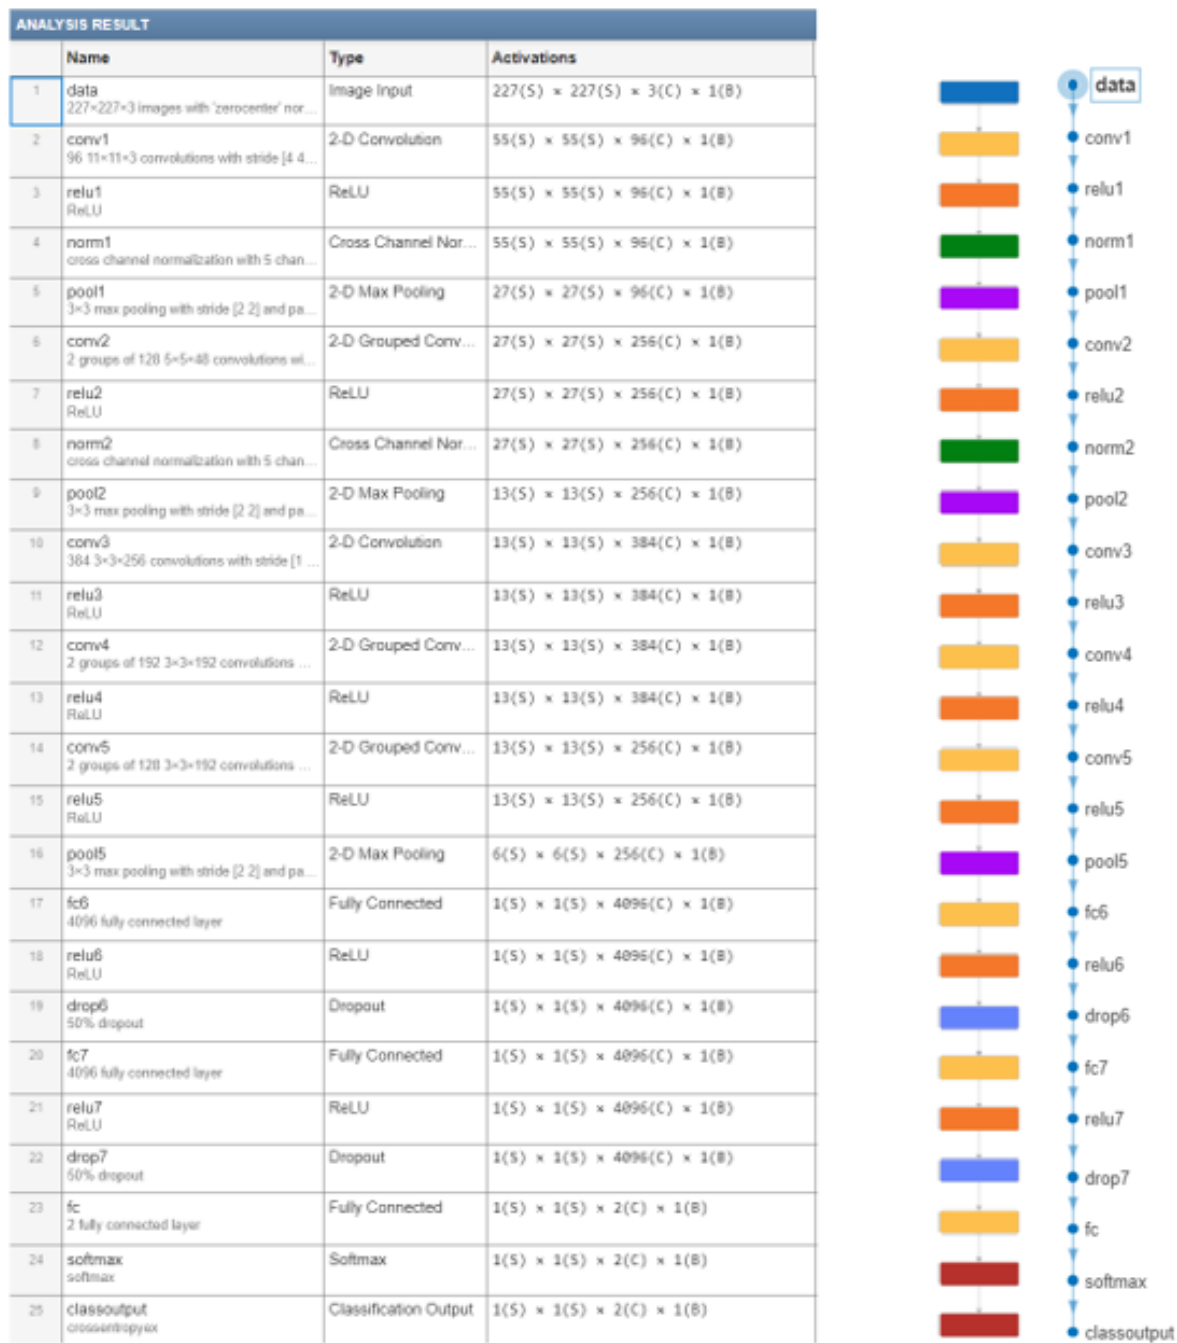 ANALYSIS RESULT
Name Type Activations
1 data Image Input 227(S) × 227(S) × 3(C) × 1(B)
227×227×3 images with 'zerocenter' nor...
2 conv1 2-D Convolution 55(S) × 55(S) × 96(C) × 1(B)
96 11×11×3 convolutions with stride [4 4...
3 relu1 ReLU 55(S) × 55(S) × 96(C) × 1(B)
ReLU
4 norm1 Cross Channel Nor... 55(S) × 55(S) × 96(C) × 1(B)
cross channel normalization with 5 chan...
5 pool1 2-D Max Pooling 27(S) × 27(S) × 96(C) × 1(B)
3×3 max pooling with stride [2 2] and pa...
6 conv2 2-D Grouped Conv... 27(S) × 27(S) × 256(C) × 1(B)
2 groups of 128 5×5×48 convolutions wi...
7 relu2 ReLU 27(S) × 27(S) × 256(C) × 1(B)
ReLU
8 norm2 Cross Channel Nor... 27(S) × 27(S) × 256(C) × 1(B)
cross channel normalization with 5 chan...
9 pool2 2-D Max Pooling 13(S) × 13(S) × 256(C) × 1(B)
3×3 max pooling with stride [2 2] and pa...
10 conv3 2-D Convolution 13(S) × 13(S) × 384(C) × 1(B)
384 3×3×256 convolutions with stride [1 ...
11 relu3 ReLU 13(S) × 13(S) × 384(C) × 1(B)
ReLU
12 conv4 2-D Grouped Conv... 13(S) × 13(S) × 384(C) × 1(B)
2 groups of 192 3×3×192 convolutions ...
13 relu4 ReLU 13(S) × 13(S) × 384(C) × 1(B)
ReLU
14 conv5 2-D Grouped Conv... 13(S) × 13(S) × 256(C) × 1(B)
2 groups of 128 3×3×192 convolutions ...
15 relu5 ReLU 13(S) × 13(S) × 256(C) × 1(B)
ReLU
16 pool5 2-D Max Pooling 6(S) × 6(S) × 256(C) × 1(B)
3×3 max pooling with stride [2 2] and pa...
17 fc6 Fully Connected 1(S) × 1(S) × 4096(C) × 1(B)
4096 fully connected layer
18 relu6 ReLU 1(S) × 1(S) × 4096(C) × 1(B)
ReLU
19 drop6 Dropout 1(S) × 1(S) × 4096(C) × 1(B)
50% dropout
20 fc7 Fully Connected 1(S) × 1(S) × 4096(C) × 1(B)
4096 fully connected layer
21 relu7 ReLU 1(S) × 1(S) × 4096(C) × 1(B)
ReLU
22 drop7 Dropout 1(S) × 1(S) × 4096(C) × 1(B)
50% dropout
23 fc Fully Connected 1(S) × 1(S) × 2(C) × 1(B)
2 fully connected layer
24 softmax Softmax 1(S) × 1(S) × 2(C) × 1(B)
softmax
25 classoutput Classification Output 1(S) × 1(S) × 2(C) × 1(B)
crossentropyex
data
conv1
relu1
norm1
pool1
conv2
relu2
norm2
pool2
conv3
relu3
conv4
relu4
conv5
relu5
pool5
fc6
relu6
drop6
fc7
relu7
drop7
fc
softmax
classoutput